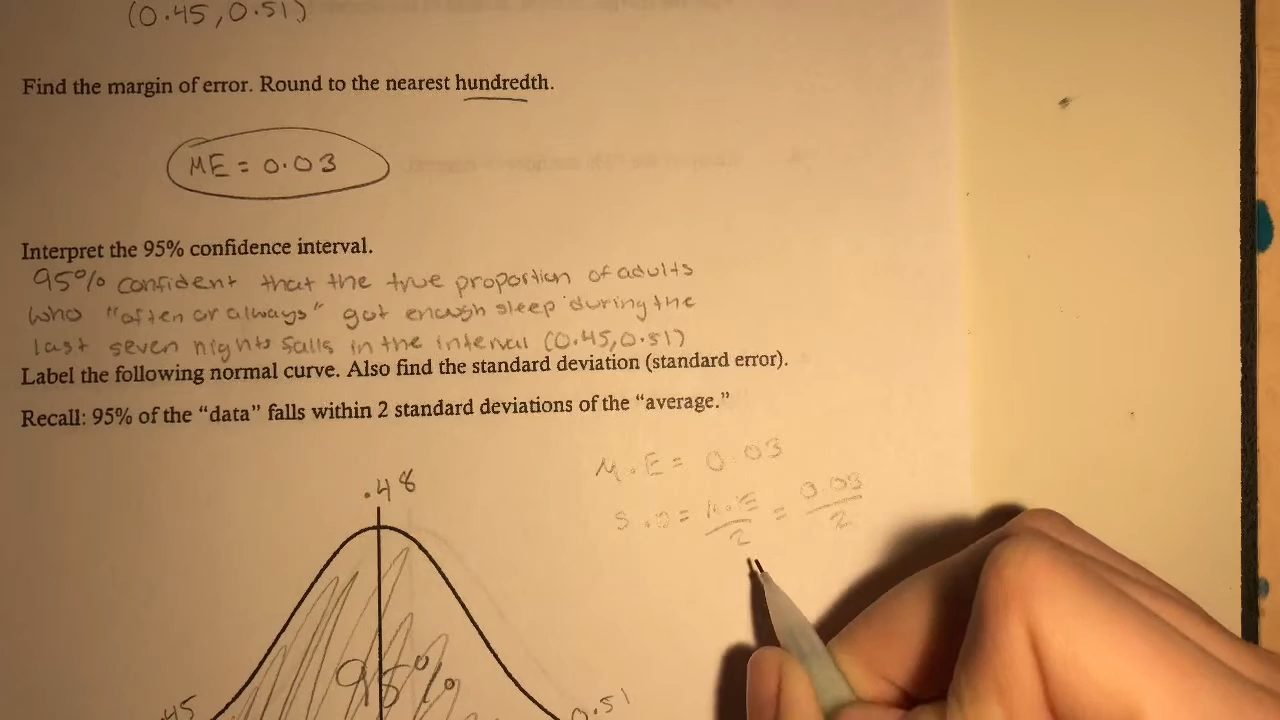 (0.45, 0.51)
Find the margin of error. Round to the nearest hundredth.
ME = 0.03
Interpret the 95% confidence interval.
95% confident that the true proportion of adults
who "often or always" got enough sleep during the
last seven nights falls in the interval (0.45, 0.51)
Label the following normal curve. Also find the standard deviation (standard error).
Recall: 95% of the “data” falls within 2 standard deviations of the “average.”
M.E = 0.03
S.D = M.E/2 = 0.03/2
.48
95%
.45
0.51